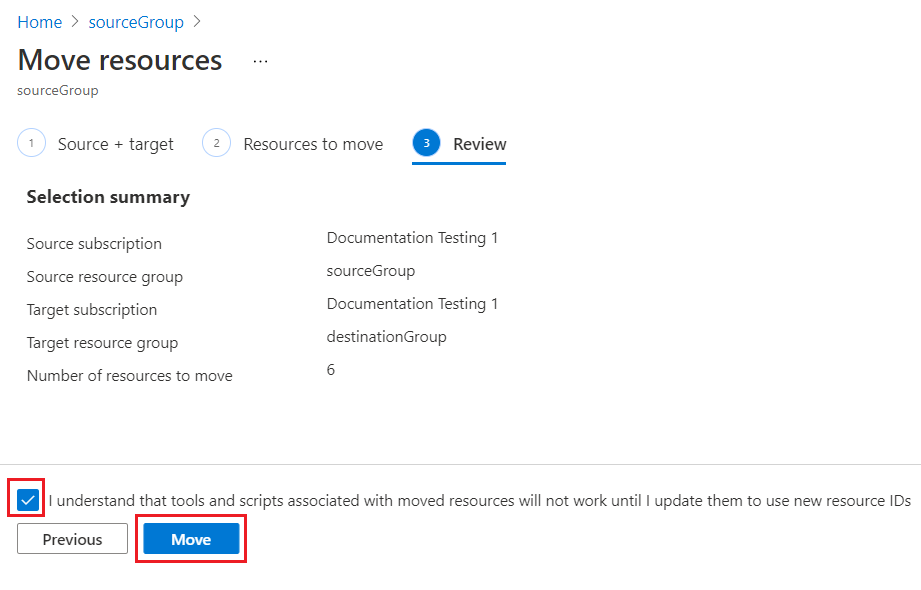 Home > sourceGroup >
Move resources ...
sourceGroup
1 Source + target 2 Resources to move 3 Review
Selection summary
Source subscription Documentation Testing 1
Source resource group sourceGroup
Target subscription Documentation Testing 1
Target resource group destinationGroup
Number of resources to move 6
I understand that tools and scripts associated with moved resources will not work until I update them to use new resource IDs
Previous Move